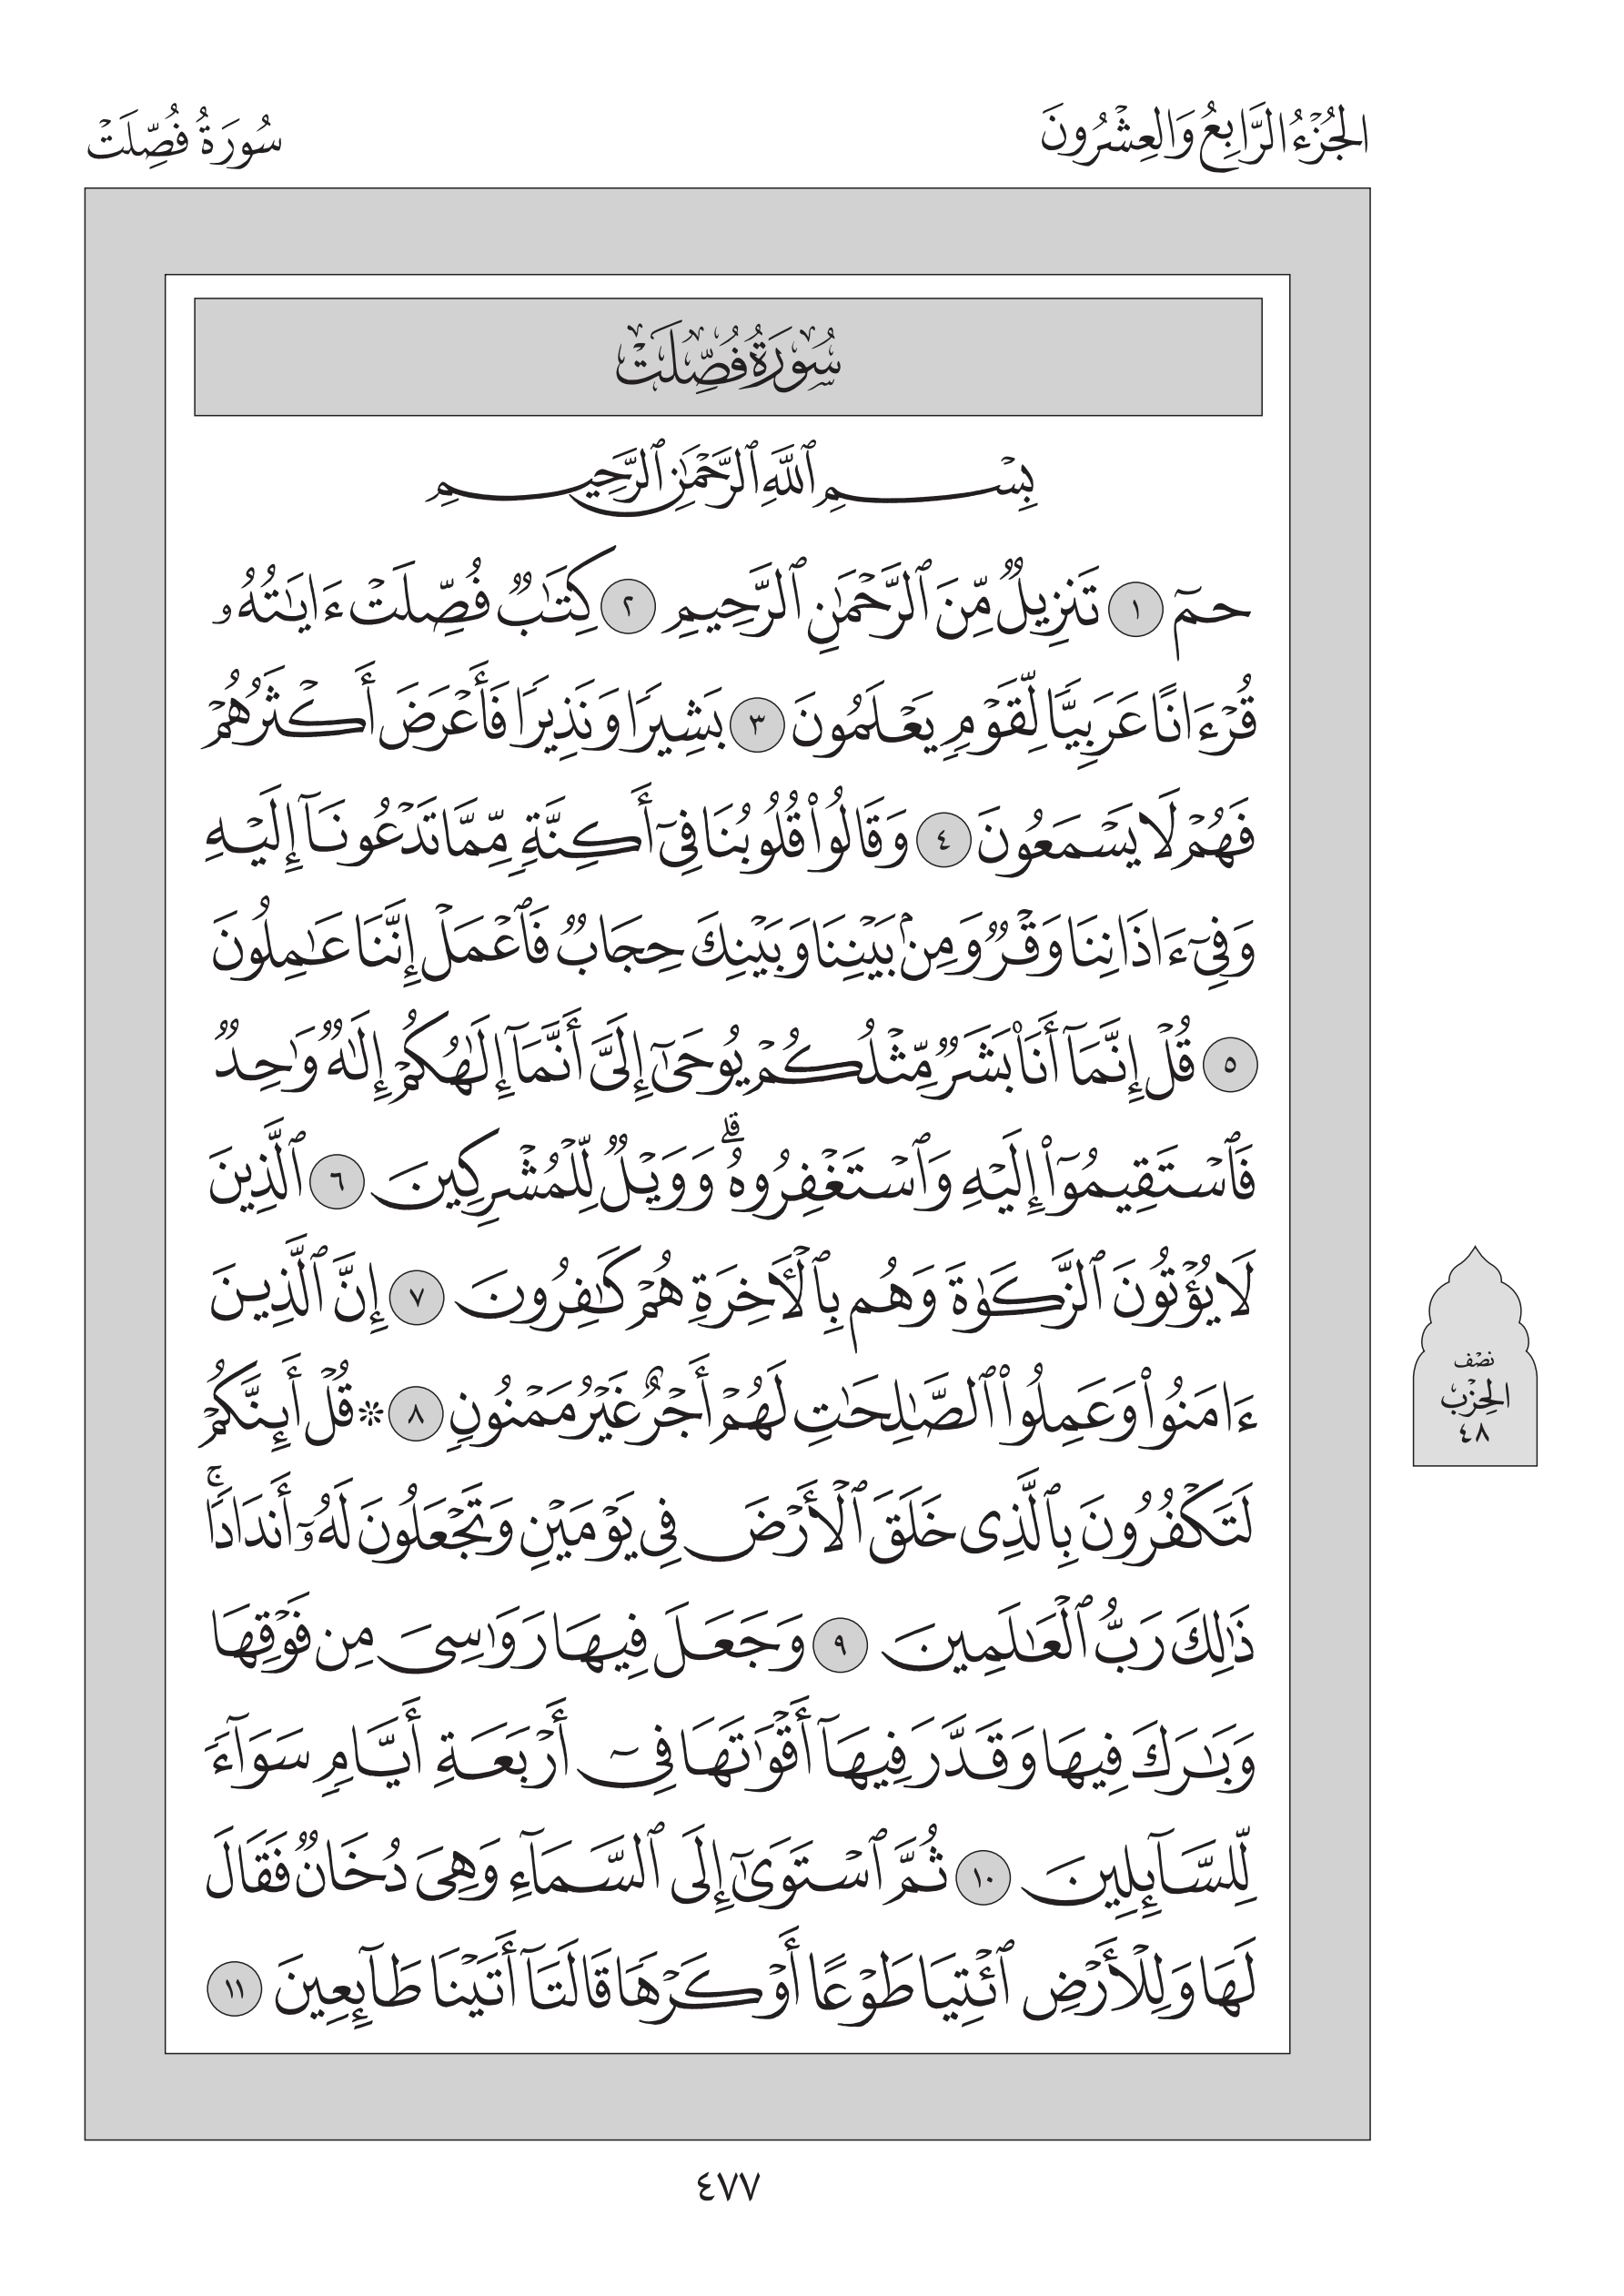 الجُزْءُ الرَّابِعُ وَالعِشْرُونَ
سُورَةُ فُصِّلَتْ
سُورَةُ فُصِّلَتْ
بِسْمِ ٱللَّهِ ٱلرَّحْمَٰنِ ٱلرَّحِيمِ
حمٓ ١ تَنزِيلٌ مِّنَ ٱلرَّحْمَٰنِ ٱلرَّحِيمِ ٢ كِتَٰبٌ فُصِّلَتْ ءَايَٰتُهُۥ
قُرْءَانًا عَرَبِيًّا لِّقَوْمٍ يَعْلَمُونَ ٣ بَشِيرًا وَنَذِيرًا فَأَعْرَضَ أَكْثَرُهُمْ
فَهُمْ لَا يَسْمَعُونَ ٤ وَقَالُوا۟ قُلُوبُنَا فِىٓ أَكِنَّةٍ مِّمَّا تَدْعُونَآ إِلَيْهِ
وَفِىٓ ءَاذَانِنَا وَقْرٌ وَمِنۢ بَيْنِنَا وَبَيْنِكَ حِجَابٌ فَٱعْمَلْ إِنَّنَا عَٰمِلُونَ
٥ قُلْ إِنَّمَآ أَنَا۠ بَشَرٌ مِّثْلُكُمْ يُوحَىٰٓ إِلَىَّ أَنَّمَآ إِلَٰهُكُمْ إِلَٰهٌ وَٰحِدٌ
فَٱسْتَقِيمُوٓا۟ إِلَيْهِ وَٱسْتَغْفِرُوهُ ۗ وَوَيْلٌ لِّلْمُشْرِكِينَ ٦ ٱلَّذِينَ
لَا يُؤْتُونَ ٱلزَّكَوٰةَ وَهُم بِٱلْءَاخِرَةِ هُمْ كَٰفِرُونَ ٧ إِنَّ ٱلَّذِينَ
ءَامَنُوا۟ وَعَمِلُوا۟ ٱلصَّٰلِحَٰتِ لَهُمْ أَجْرٌ غَيْرُ مَمْنُونٍ ٨ ۞ قُلْ أَئِنَّكُمْ
لَتَكْفُرُونَ بِٱلَّذِى خَلَقَ ٱلْأَرْضَ فِى يَوْمَيْنِ وَتَجْعَلُونَ لَهُۥٓ أَندَادًا ۚ
ذَٰلِكَ رَبُّ ٱلْعَٰلَمِينَ ٩ وَجَعَلَ فِيهَا رَوَٰسِىَ مِن فَوْقِهَا
وَبَٰرَكَ فِيهَا وَقَدَّرَ فِيهَآ أَقْوَٰتَهَا فِىٓ أَرْبَعَةِ أَيَّامٍ سَوَآءً
لِّلسَّآئِلِينَ ١٠ ثُمَّ ٱسْتَوَىٰٓ إِلَى ٱلسَّمَآءِ وَهِىَ دُخَانٌ فَقَالَ
لَهَا وَلِلْأَرْضِ ٱئْتِيَا طَوْعًا أَوْ كَرْهًا قَالَتَآ أَتَيْنَا طَآئِعِينَ ١١
نصْف
الحِزْب
٤٨
٤٧٧